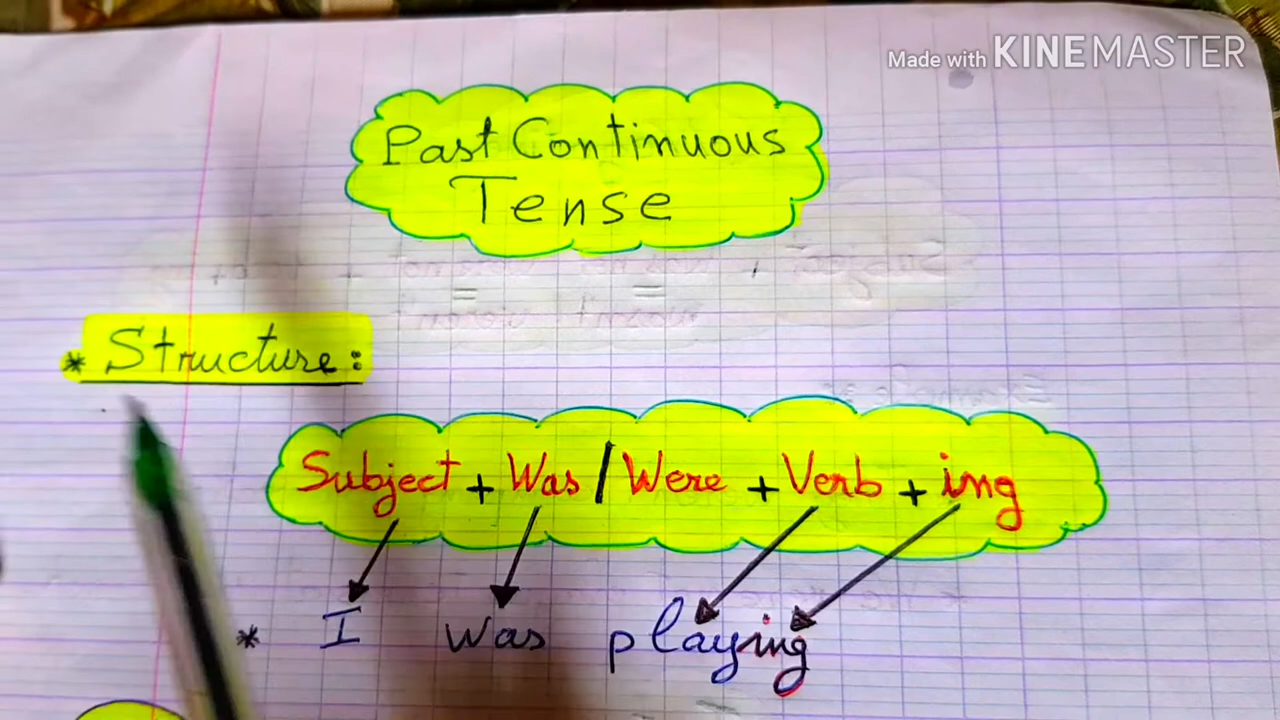 Made with KINEMASTER
Past Continuous
Tense
* Structure:
Subject + Was / Were + Verb + ing
* I was playing